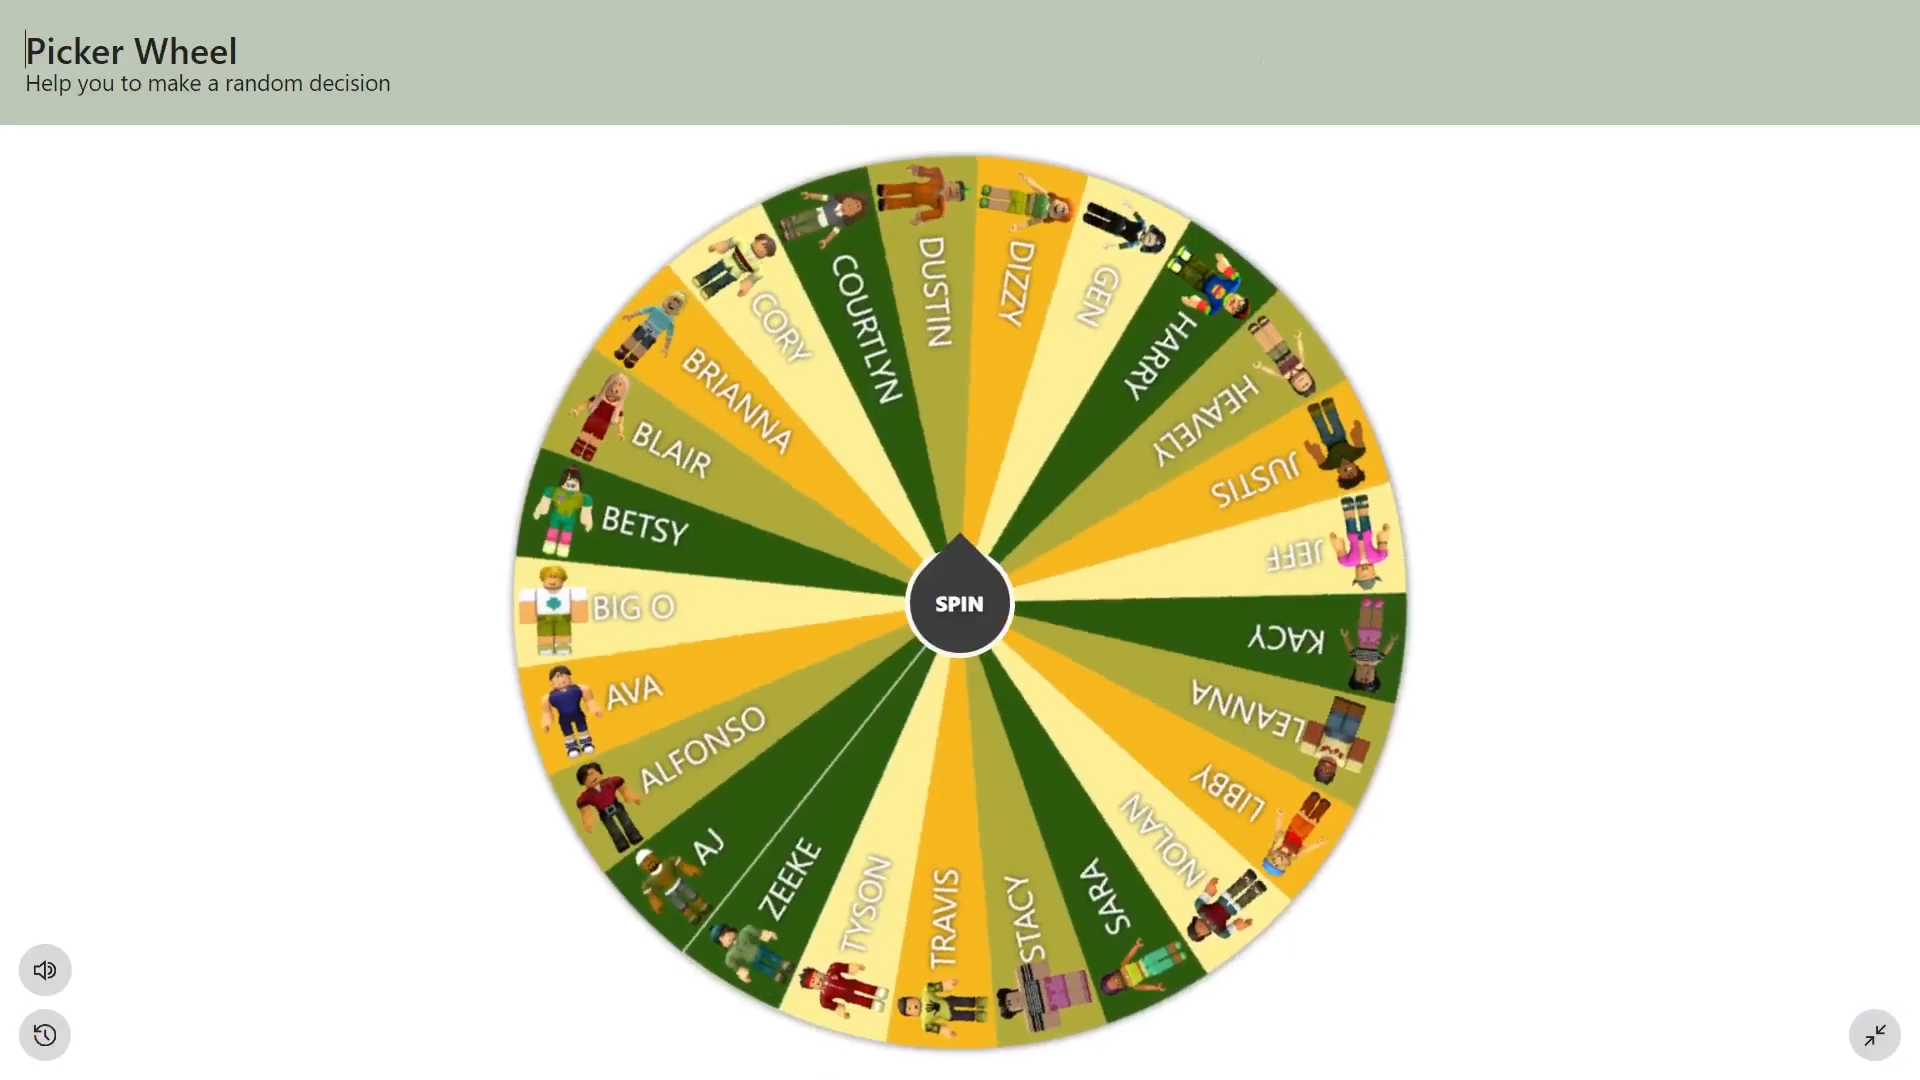 Picker Wheel
Help you to make a random decision
DUSTIN
DIZZY
GEN
HARRY
HEAVELY
JUSTIS
JEFF
KACY
LEANNA
LIBBY
NOLAN
SARA
STACY
TRAVIS
TYSON
ZEEKE
AJ
ALFONSO
AVA
BIG O
BETSY
BLAIR
BRIANNA
CORY
COURTLYN
SPIN